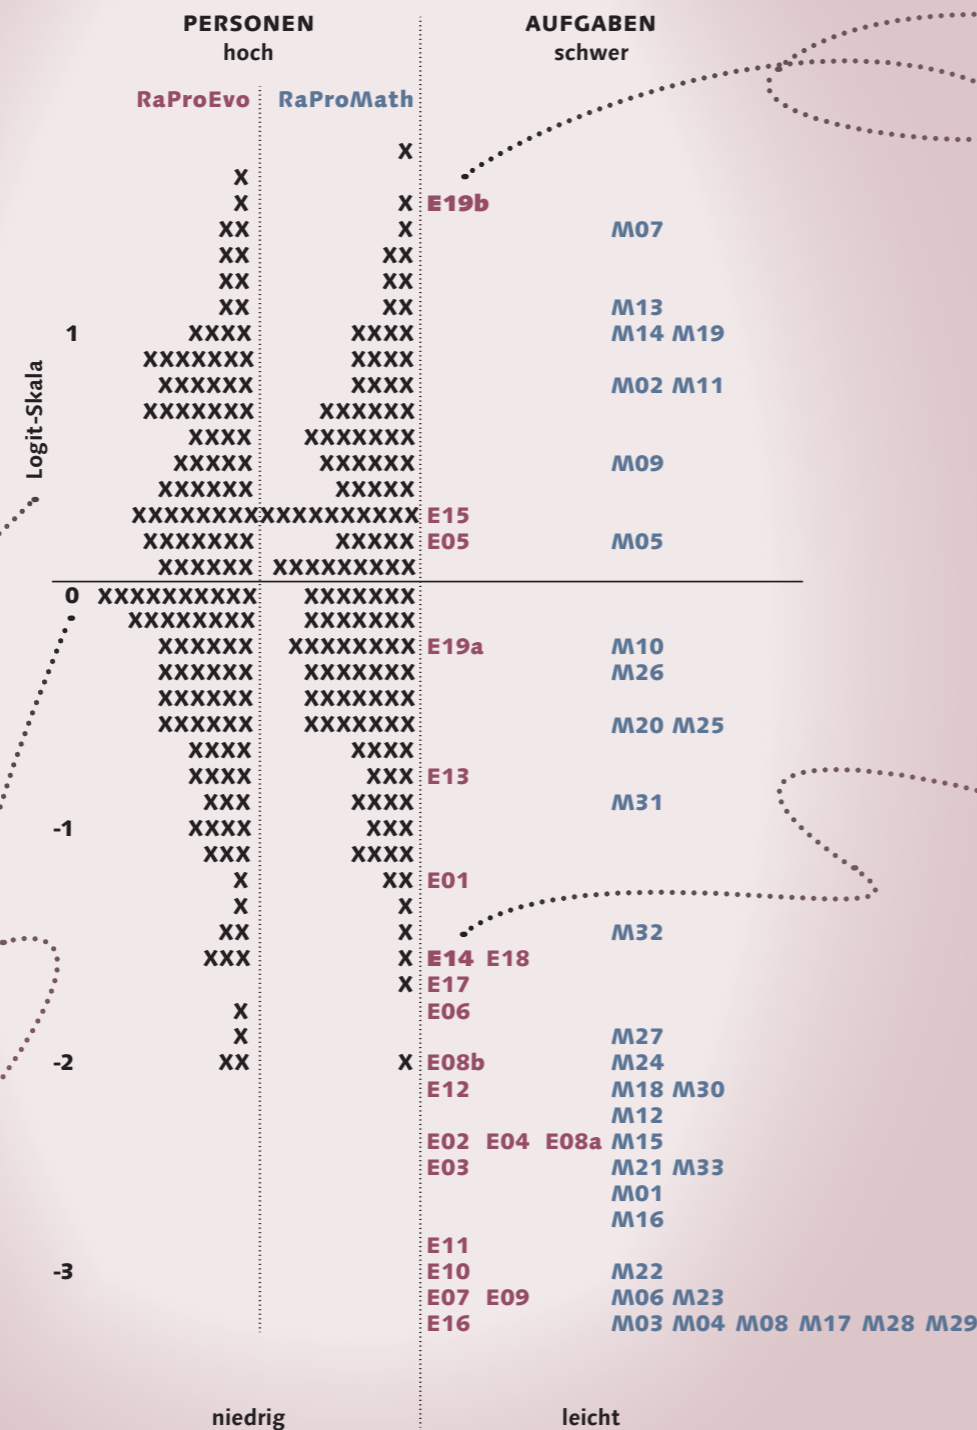 PERSONEN AUFGABEN
hoch schwer
RaProEvo RaProMath
X
X
X X E19b
XX X M07
XX XX
XX XX
XX XX M13
1 XXXX XXXX M14 M19
XXXXXXX XXXX
XXXXXX XXXX M02 M11
XXXXXXX XXXXXX
XXXX XXXXXXX
XXXXX XXXXXX M09
XXXXXX XXXXX
XXXXXXXXXXXXXXXXXX E15
XXXXXXX XXXXX E05 M05
XXXXXX XXXXXXXXX
0 XXXXXXXXXX XXXXXXX
XXXXXXXX XXXXXXX
XXXXXX XXXXXXXX E19a M10
XXXXXX XXXXXXX M26
XXXXXX XXXXXXX
XXXXXX XXXXXXX M20 M25
XXXX XXXX
XXXX XXX E13
XXX XXXX M31
-1 XXXX XXX
XXX XXXX
X XX E01
X X
XX X M32
XXX X E14 E18
X E17
X E06
X M27
-2 XX X E08b M24
E12 M18 M30
M12
E02 E04 E08a M15
E03 M21 M33
M01
M16
E11
-3 E10 M22
E07 E09 M06 M23
E16 M03 M04 M08 M17 M28 M29
niedrig leicht
Logit-Skala